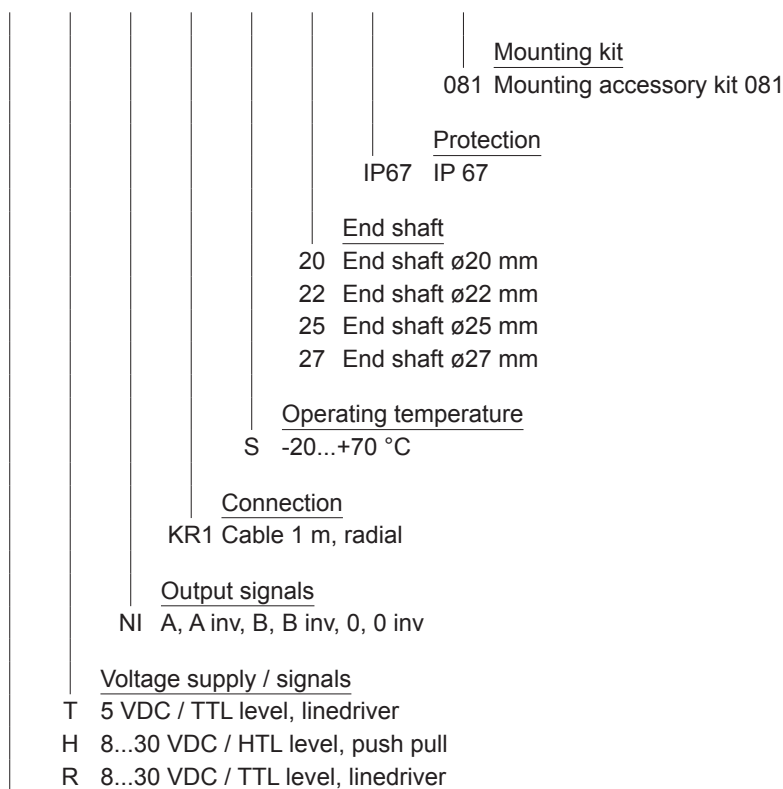 Mounting kit
081 Mounting accessory kit 081
Protection
IP67 IP 67
End shaft
20 End shaft ø20 mm
22 End shaft ø22 mm
25 End shaft ø25 mm
27 End shaft ø27 mm
Operating temperature
S -20...+70 °C
Connection
KR1 Cable 1 m, radial
Output signals
NI A, A inv, B, B inv, 0, 0 inv
Voltage supply / signals
T 5 VDC / TTL level, linedriver
H 8...30 VDC / HTL level, push pull
R 8...30 VDC / TTL level, linedriver